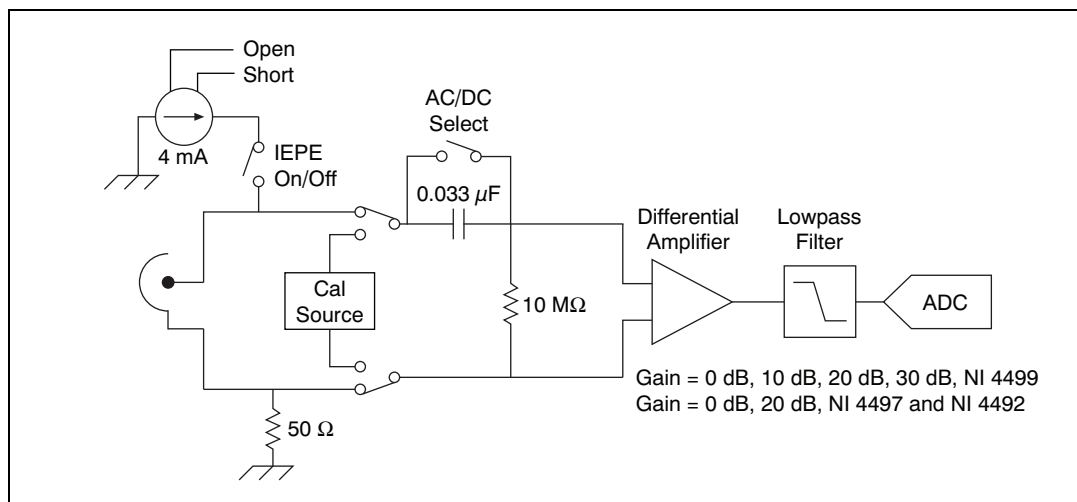 Open
Short
4 mA
IEPE
On/Off
AC/DC
Select
0.033 µF
Cal
Source
10 MΩ
50 Ω
Differential
Amplifier
Lowpass
Filter
ADC
Gain = 0 dB, 10 dB, 20 dB, 30 dB, NI 4499
Gain = 0 dB, 20 dB, NI 4497 and NI 4492